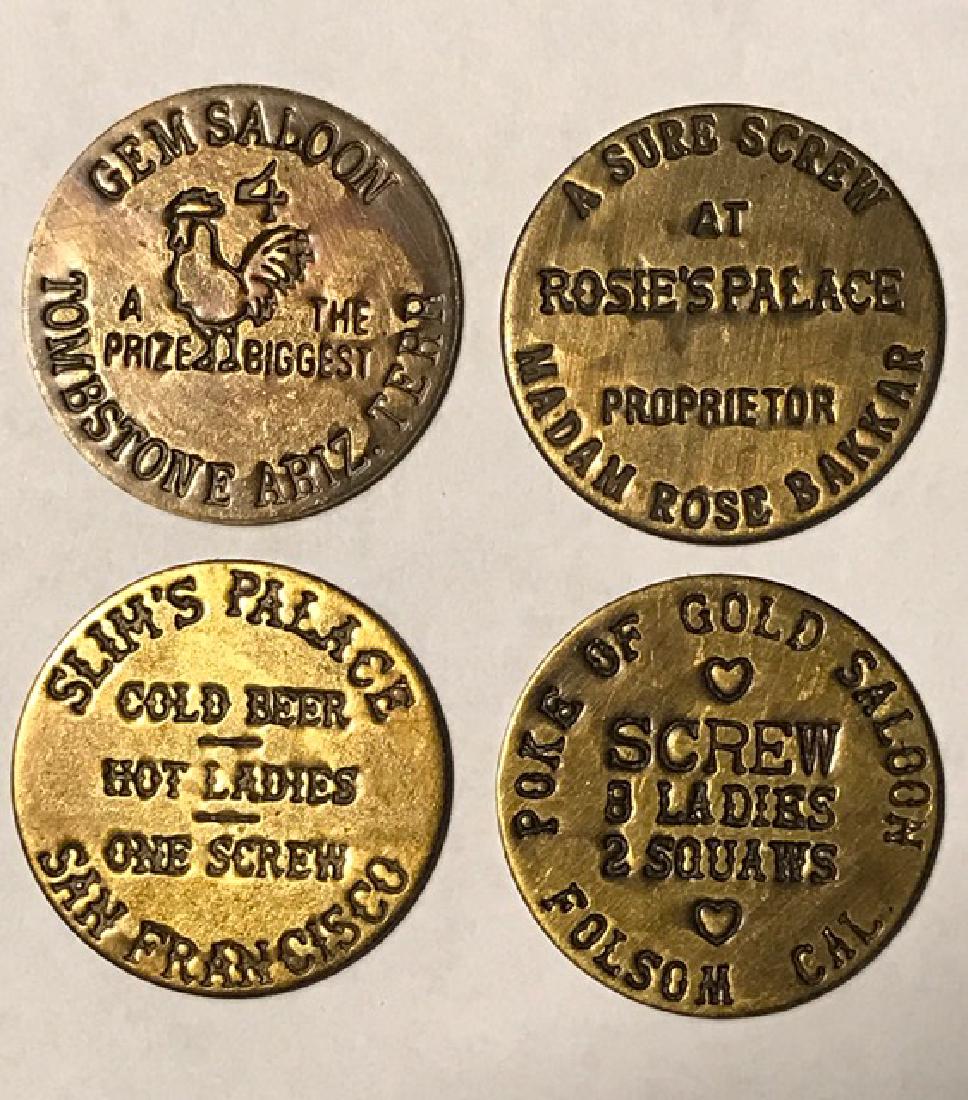 GEM SALOON
4
A THE
PRIZE BIGGEST
TOMBSTONE ARIZ. TERR
A SURE SCREW
AT
ROSIE'S PALACE
PROPRIETOR
MADAM ROSE BAKKAR
SLIM'S PALACE
COLD BEER
HOT LADIES
ONE SCREW
SAN FRANCISCO
POKE OF GOLD SALOON
SCREW
8 LADIES
2 SQUAWS
FOLSOM CAL.